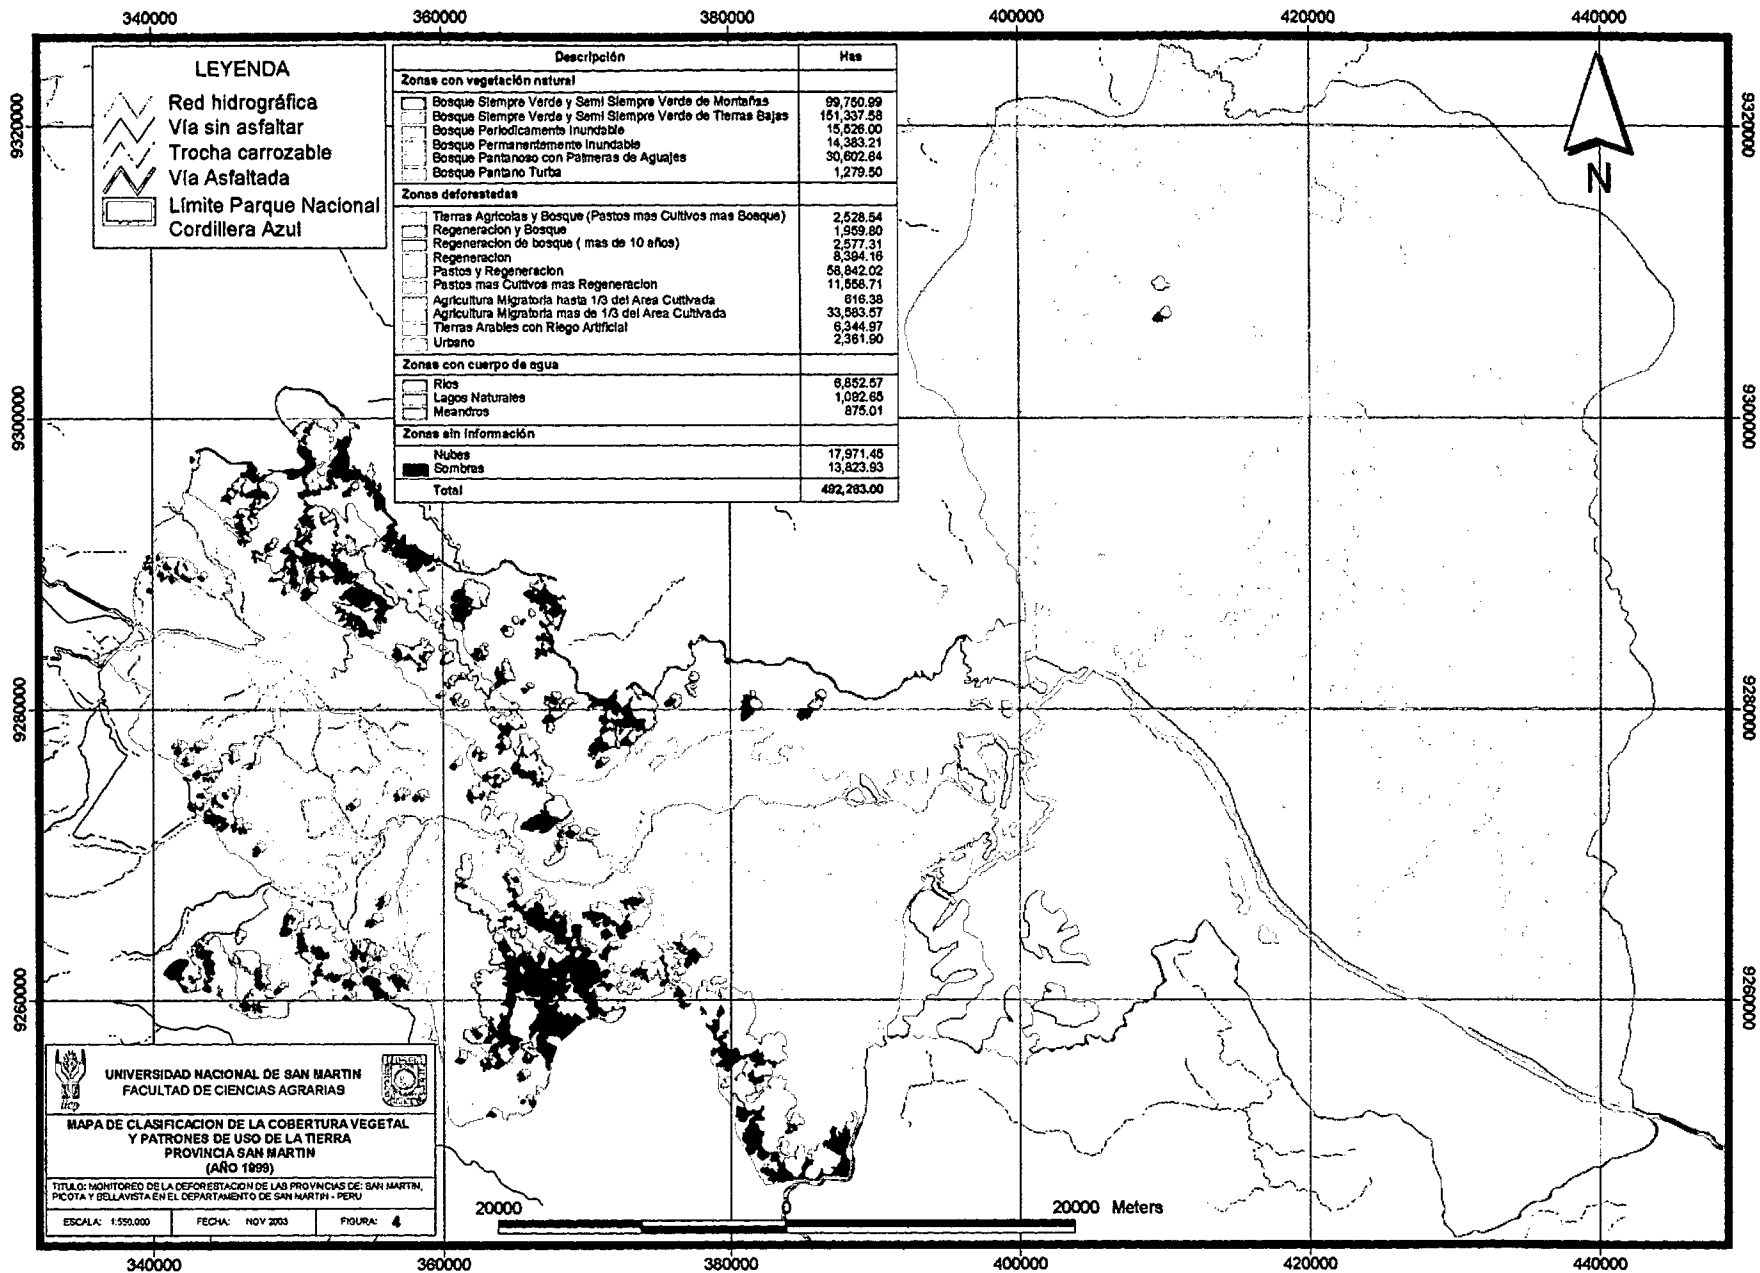 340000 360000 380000 400000 420000 440000
9320000
9300000
9280000
9260000
LEYENDA
Red hidrográfica
Vía sin asfaltar
Trocha carrozable
Vía Asfaltada
Límite Parque Nacional
Cordillera Azul
Descripción Has
Zonas con vegetación natural
Bosque Siempre Verde y Semi Siempre Verde de Montañas 99,750.99
Bosque Siempre Verde y Semi Siempre Verde de Tierras Bajas 151,337.58
Bosque Periodicamente Inundable 15,526.00
Bosque Permanentemente Inundable 14,383.21
Bosque Pantanoso con Palmeras de Aguajes 30,602.64
Bosque Pantano Turba 1,279.50
Zonas deforestadas
Tierras Agricolas y Bosque (Pastos mas Cultivos mas Bosque) 2,528.54
Regeneracion y Bosque 1,959.80
Regeneracion de bosque ( mas de 10 años) 2,577.31
Regeneracion 8,394.16
Pastos y Regeneracion 58,842.02
Pastos mas Cultivos mas Regeneracion 11,558.71
Agricultura Migratoria hasta 1/3 del Area Cultivada 616.38
Agricultura Migratoria mas de 1/3 del Area Cultivada 33,583.57
Tierras Arables con Riego Artificial 6,344.97
Urbano 2,361.90
Zonas con cuerpo de agua
Rios 6,852.57
Lagos Naturales 1,092.65
Meandros 875.01
Zonas sin información
Nubes 17,971.45
Sombras 13,823.93
Total 492,263.00
N
9320000
9300000
9280000
9260000
UNIVERSIDAD NACIONAL DE SAN MARTIN
FACULTAD DE CIENCIAS AGRARIAS
MAPA DE CLASIFICACION DE LA COBERTURA VEGETAL
Y PATRONES DE USO DE LA TIERRA
PROVINCIA SAN MARTIN
(AÑO 1999)
TITULO: MONITOREO DE LA DEFORESTACION DE LAS PROVINCIAS DE: SAN MARTIN,
PICOTA Y BELLAVISTA EN EL DEPARTAMENTO DE SAN MARTIN - PERU
ESCALA: 1:550.000 FECHA: NOV 2003 FIGURA: 4
20000 0 20000 Meters
340000 360000 380000 400000 420000 440000